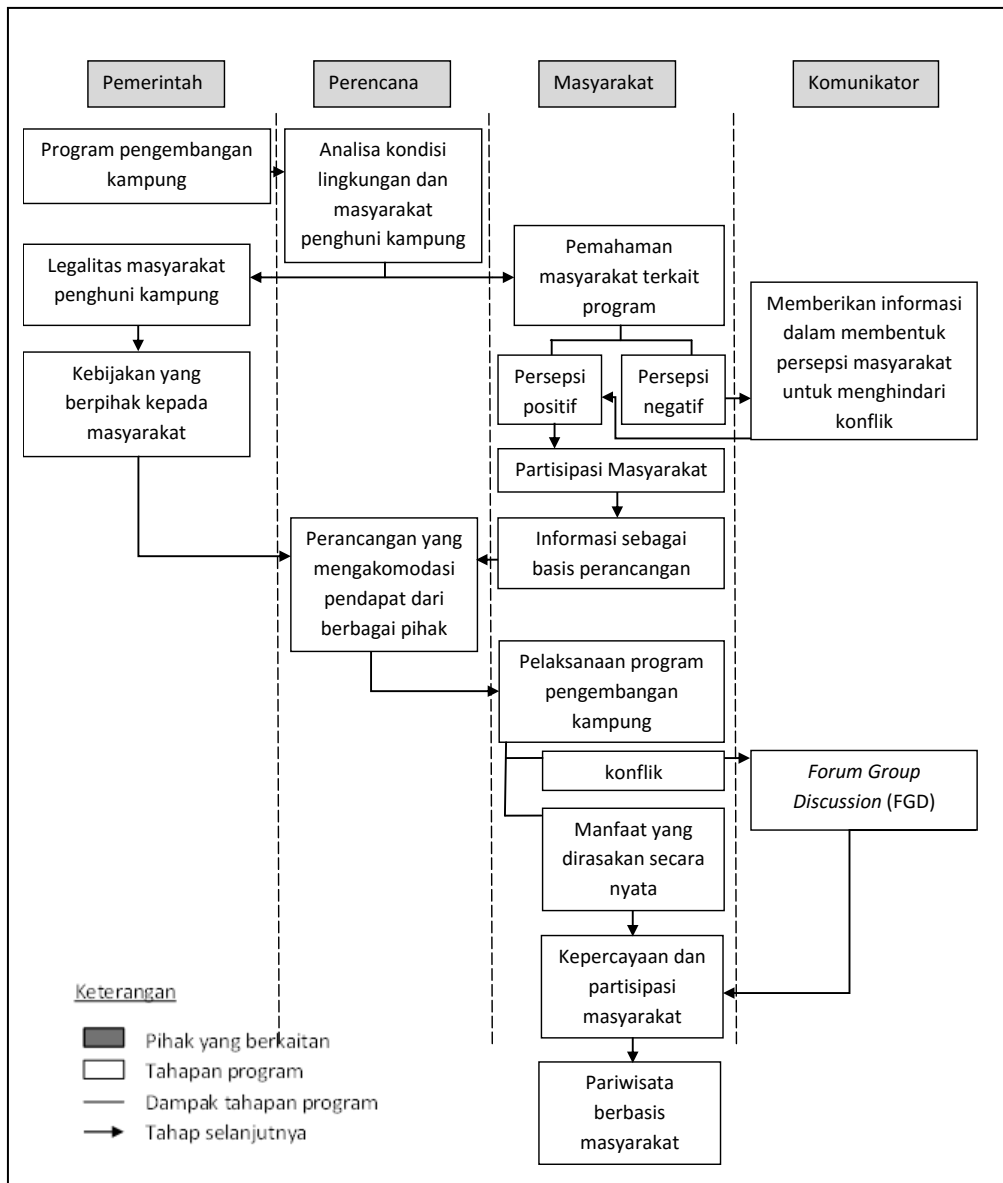 Pemerintah
Perencana
Masyarakat
Komunikator
Program pengembangan
kampung
Analisa kondisi
lingkungan dan
masyarakat
penghuni kampung
Legalitas masyarakat
penghuni kampung
Pemahaman
masyarakat terkait
program
Memberikan informasi
dalam membentuk
persepsi masyarakat
untuk menghindari
konflik
Kebijakan yang
berpihak kepada
masyarakat
Persepsi
positif
Persepsi
negatif
Partisipasi Masyarakat
Perancangan yang
mengakomodasi
pendapat dari
berbagai pihak
Informasi sebagai
basis perancangan
Pelaksanaan program
pengembangan
kampung
konflik
Forum Group
Discussion (FGD)
Manfaat yang
dirasakan secara
nyata
Kepercayaan dan
partisipasi
masyarakat
Pariwisata
berbasis
masyarakat
Keterangan
Pihak yang berkaitan
Tahapan program
Dampak tahapan program
Tahap selanjutnya